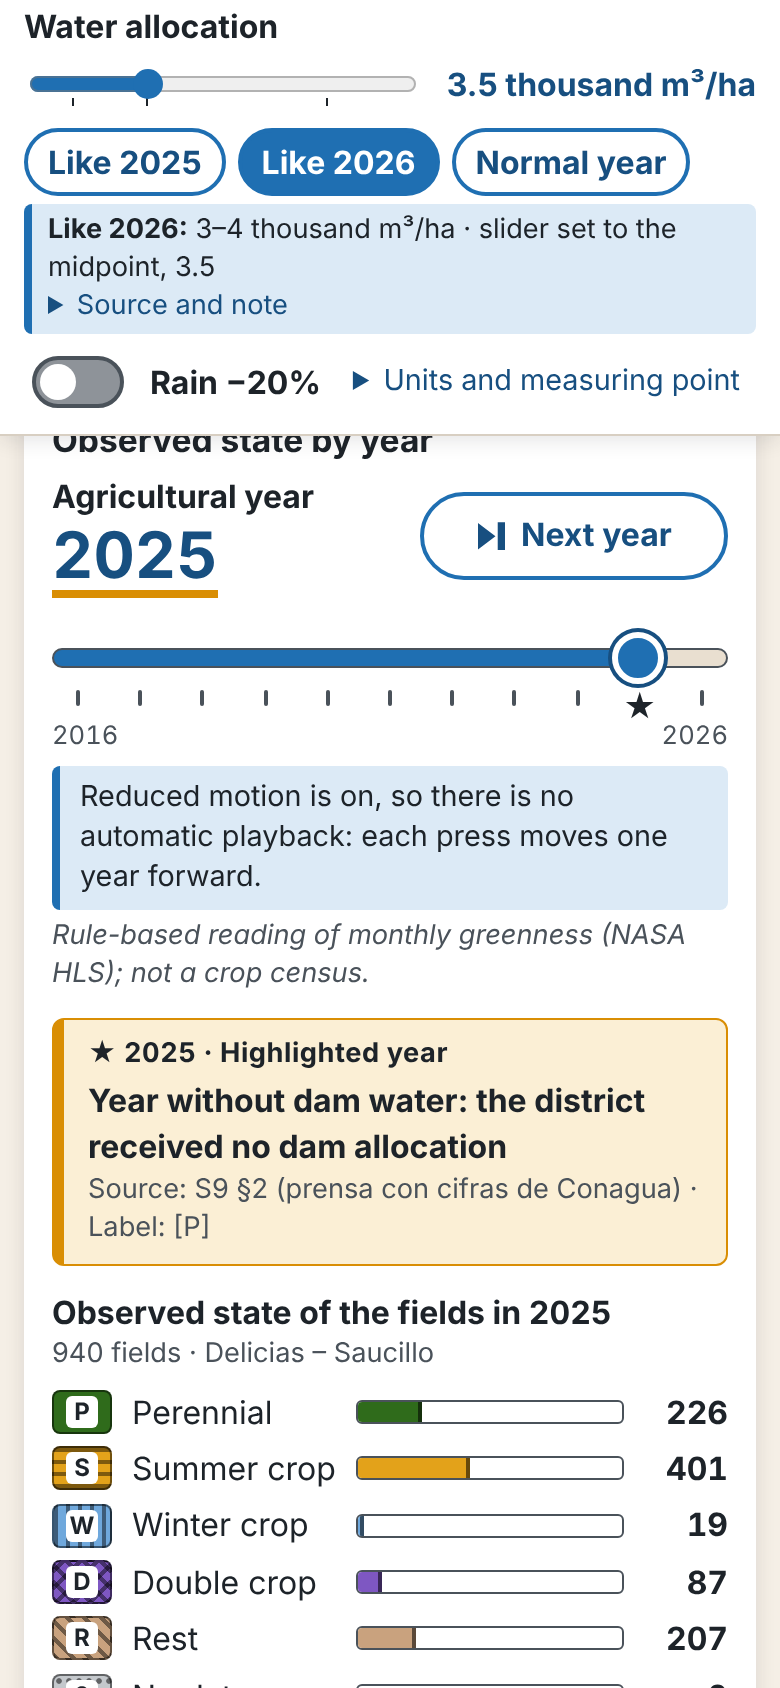 Water allocation
3.5 thousand m³/ha
Like 2025
Like 2026
Normal year
Like 2026: 3–4 thousand m³/ha · slider set to the
midpoint, 3.5
▶ Source and note
Rain −20%
▶ Units and measuring point
Observed state by year
Agricultural year
2025
Next year
★
2016
2026
Reduced motion is on, so there is no
automatic playback: each press moves one
year forward.
Rule-based reading of monthly greenness (NASA
HLS); not a crop census.
★ 2025 · Highlighted year
Year without dam water: the district
received no dam allocation
Source: S9 §2 (prensa con cifras de Conagua) ·
Label: [P]
Observed state of the fields in 2025
940 fields · Delicias – Saucillo
P Perennial 226
S Summer crop 401
W Winter crop 19
D Double crop 87
R Rest 207